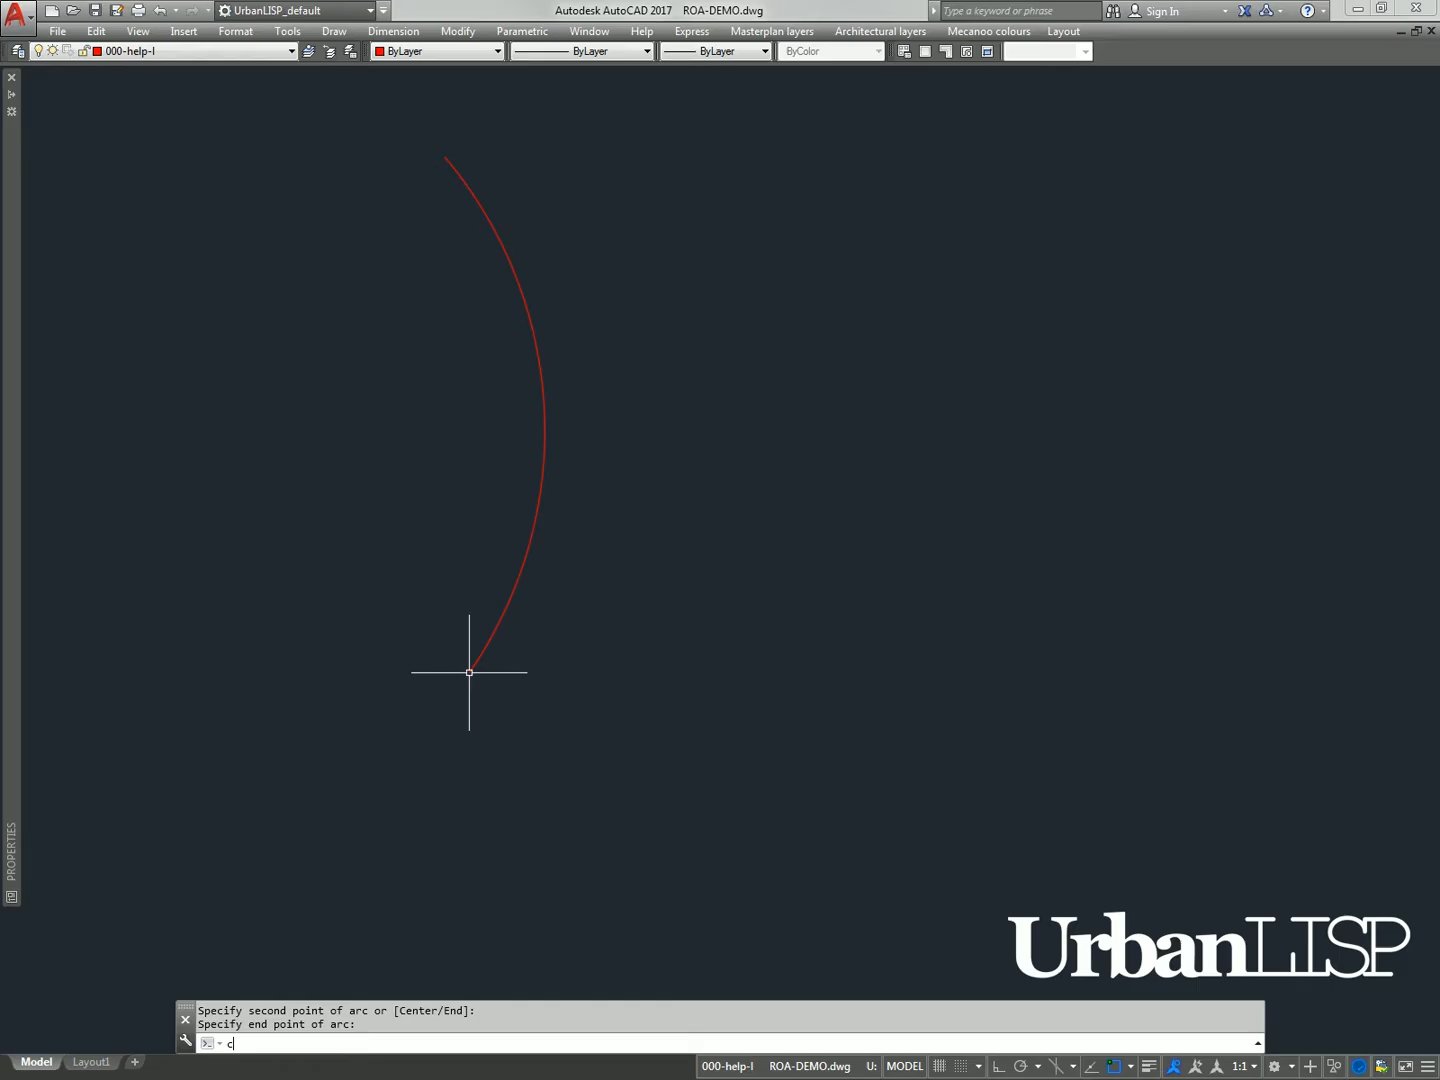 UrbanLISP_default
Autodesk AutoCAD 2017 ROA-DEMO.dwg
Type a keyword or phrase
Sign In
File Edit View Insert Format Tools Draw Dimension Modify Parametric Window Help Express Masterplan layers Architectural layers Mecanoo colours Layout
000-help-l
ByLayer
ByLayer
ByLayer
ByColor
PROPERTIES
UrbanLISP
Specify second point of arc or [Center/End]:
Specify end point of arc:
c
Model Layout1 +
000-help-l ROA-DEMO.dwg U: MODEL 1:1